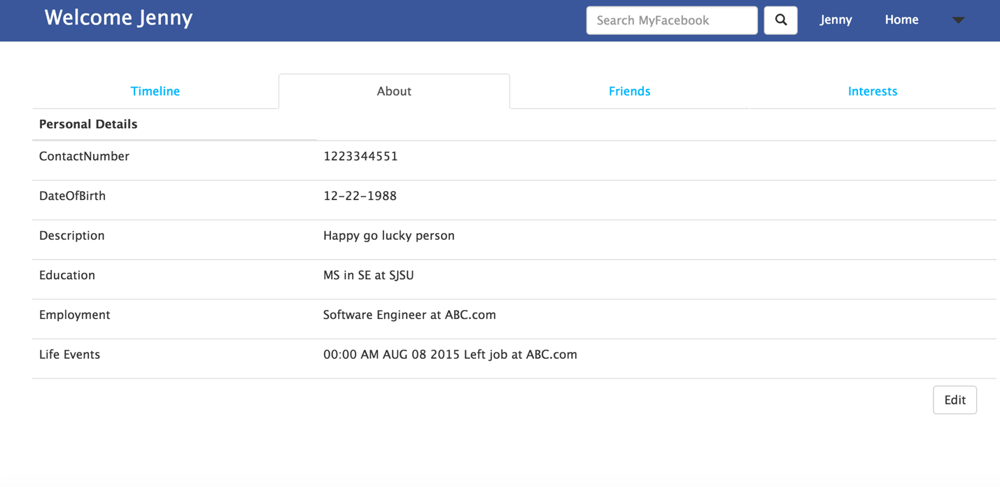 Welcome Jenny
Search MyFacebook
Jenny
Home
Timeline
About
Friends
Interests
Personal Details
ContactNumber 1223344551
DateOfBirth 12-22-1988
Description Happy go lucky person
Education MS in SE at SJSU
Employment Software Engineer at ABC.com
Life Events 00:00 AM AUG 08 2015 Left job at ABC.com
Edit